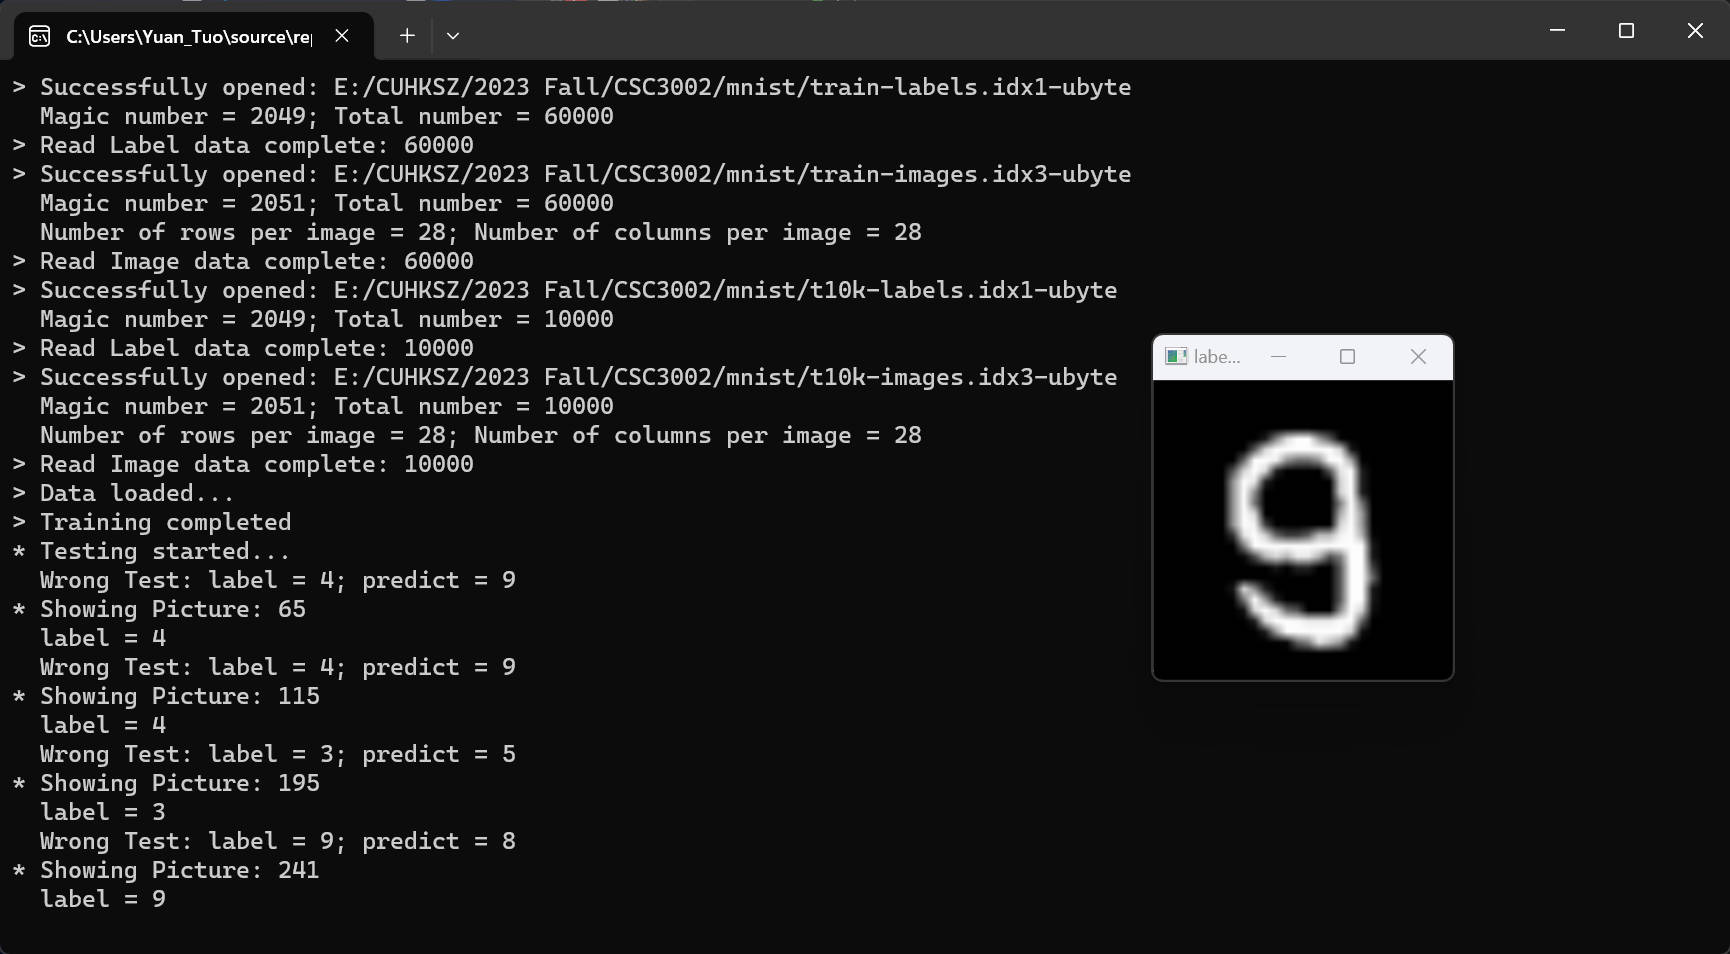 C:\Users\Yuan_Tuo\source\rep
> Successfully opened: E:/CUHKSZ/2023 Fall/CSC3002/mnist/train-labels.idx1-ubyte
Magic number = 2049; Total number = 60000
> Read Label data complete: 60000
> Successfully opened: E:/CUHKSZ/2023 Fall/CSC3002/mnist/train-images.idx3-ubyte
Magic number = 2051; Total number = 60000
Number of rows per image = 28; Number of columns per image = 28
> Read Image data complete: 60000
> Successfully opened: E:/CUHKSZ/2023 Fall/CSC3002/mnist/t10k-labels.idx1-ubyte
Magic number = 2049; Total number = 10000
> Read Label data complete: 10000
> Successfully opened: E:/CUHKSZ/2023 Fall/CSC3002/mnist/t10k-images.idx3-ubyte
Magic number = 2051; Total number = 10000
Number of rows per image = 28; Number of columns per image = 28
> Read Image data complete: 10000
> Data loaded...
> Training completed
* Testing started...
Wrong Test: label = 4; predict = 9
* Showing Picture: 65
label = 4
Wrong Test: label = 4; predict = 9
* Showing Picture: 115
label = 4
Wrong Test: label = 3; predict = 5
* Showing Picture: 195
label = 3
Wrong Test: label = 9; predict = 8
* Showing Picture: 241
label = 9
labe...
9